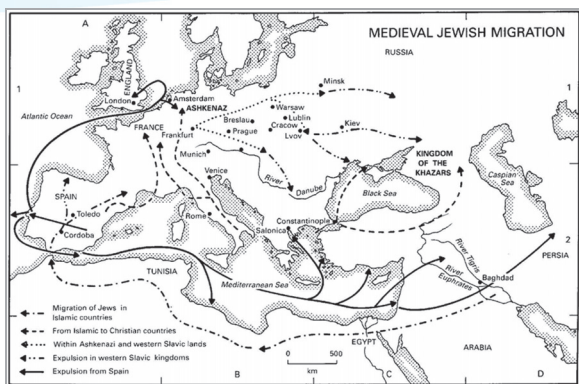 MEDIEVAL JEWISH MIGRATION
A
RUSSIA
Minsk
ENGLAND
1
London
Amsterdam
ASHKENAZ
Warsaw
1
Atlantic Ocean
FRANCE
Frankfurt
Breslau
Lublin
Prague
Cracow
Lvov
Kiev
Munich
KINGDOM
OF THE
KHAZARS
Venice
River
Danube
Caspian
Sea
SPAIN
Black Sea
Toledo
Rome
Constantinople
Salonica
Cordoba
2
TUNISIA
Mediterranean Sea
River Tigris
River
Euphrates
Baghdad
PERSIA
Migration of Jews in
Islamic countries
From Islamic to Christian countries
Within Ashkenazi and western Slavic lands
Expulsion in western Slavic kingdoms
Expulsion from Spain
0 500
km
EGYPT
ARABIA
B
C
D